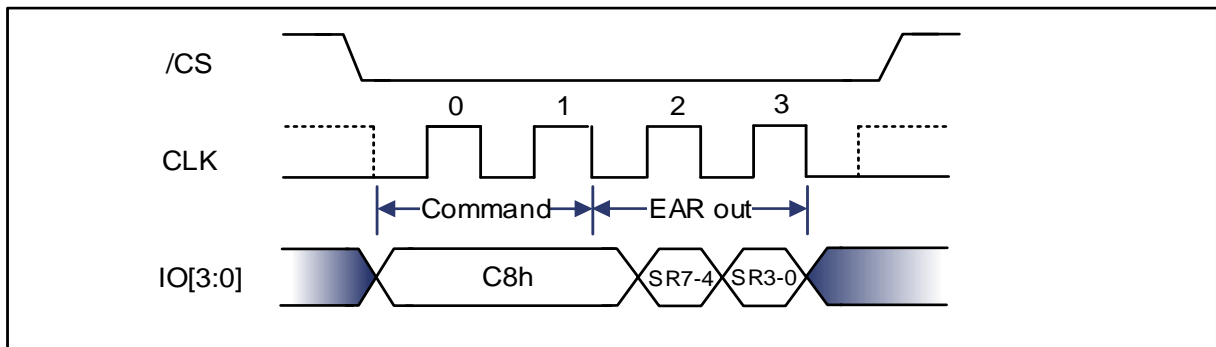 /CS
0 1 2 3
CLK
Command EAR out
IO[3:0] C8h SR7-4 SR3-0